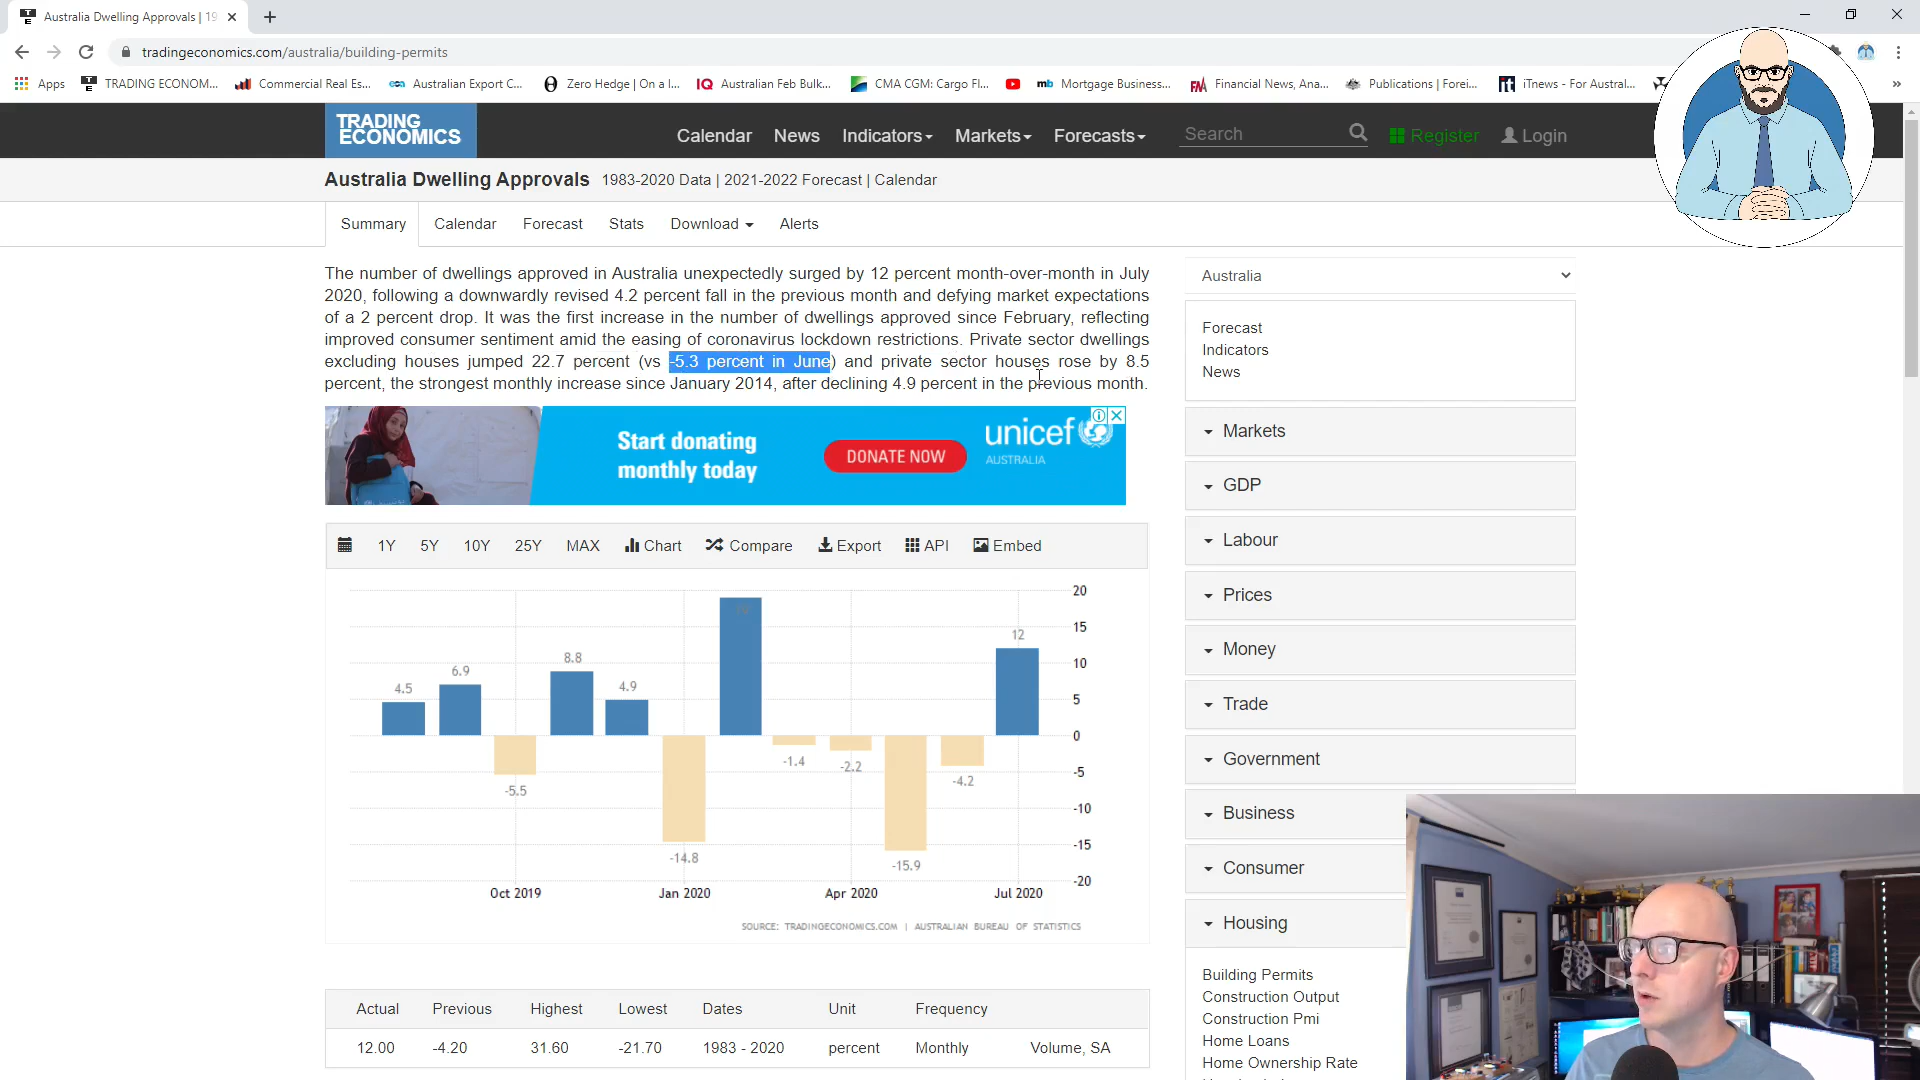 Australia Dwelling Approvals | 19
tradingeconomics.com/australia/building-permits
Apps TRADING ECONOM... Commercial Real Es... Australian Export C... Zero Hedge | On a l... IQ Australian Feb Bulk... CMA CGM: Cargo Fl... mb Mortgage Business... FM Financial News, Ana... Publications | Forei... it iTnews - For Austral... »
TRADING
ECONOMICS
Calendar News Indicators Markets Forecasts Search Register Login
Australia Dwelling Approvals 1983-2020 Data | 2021-2022 Forecast | Calendar
Summary Calendar Forecast Stats Download Alerts
The number of dwellings approved in Australia unexpectedly surged by 12 percent month-over-month in July
2020, following a downwardly revised 4.2 percent fall in the previous month and defying market expectations
of a 2 percent drop. It was the first increase in the number of dwellings approved since February, reflecting
improved consumer sentiment amid the easing of coronavirus lockdown restrictions. Private sector dwellings
excluding houses jumped 22.7 percent (vs -5.3 percent in June) and private sector houses rose by 8.5
percent, the strongest monthly increase since January 2014, after declining 4.9 percent in the previous month.
Australia
Forecast
Indicators
News
Start donating
monthly today
DONATE NOW
unicef
AUSTRALIA
Markets
GDP
Labour
Prices
Money
Trade
Government
Business
Consumer
Housing
Building Permits
Construction Output
Construction Pmi
Home Loans
Home Ownership Rate
1Y 5Y 10Y 25Y MAX Chart Compare Export API Embed
20
15
10
5
0
-5
-10
-15
-20
4.5
6.9
-5.5
8.8
4.9
-14.8
-1.4
-2.2
-15.9
-4.2
12
Oct 2019 Jan 2020 Apr 2020 Jul 2020
SOURCE: TRADINGECONOMICS.COM | AUSTRALIAN BUREAU OF STATISTICS
Actual Previous Highest Lowest Dates Unit Frequency
12.00 -4.20 31.60 -21.70 1983 - 2020 percent Monthly Volume, SA